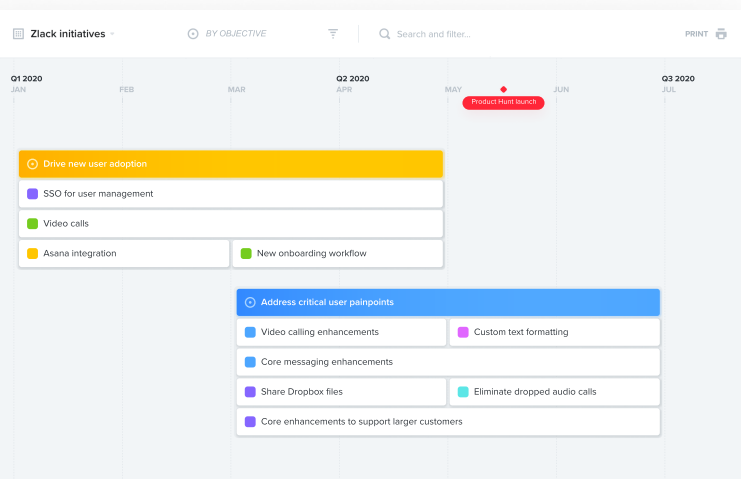 Zlack initiatives
BY OBJECTIVE
Search and filter...
PRINT
Q1 2020
Q2 2020
Q3 2020
JAN
FEB
MAR
APR
MAY
JUN
JUL
Product Hunt launch
Drive new user adoption
SSO for user management
Video calls
Asana integration
New onboarding workflow
Address critical user painpoints
Video calling enhancements
Custom text formatting
Core messaging enhancements
Share Dropbox files
Eliminate dropped audio calls
Core enhancements to support larger customers